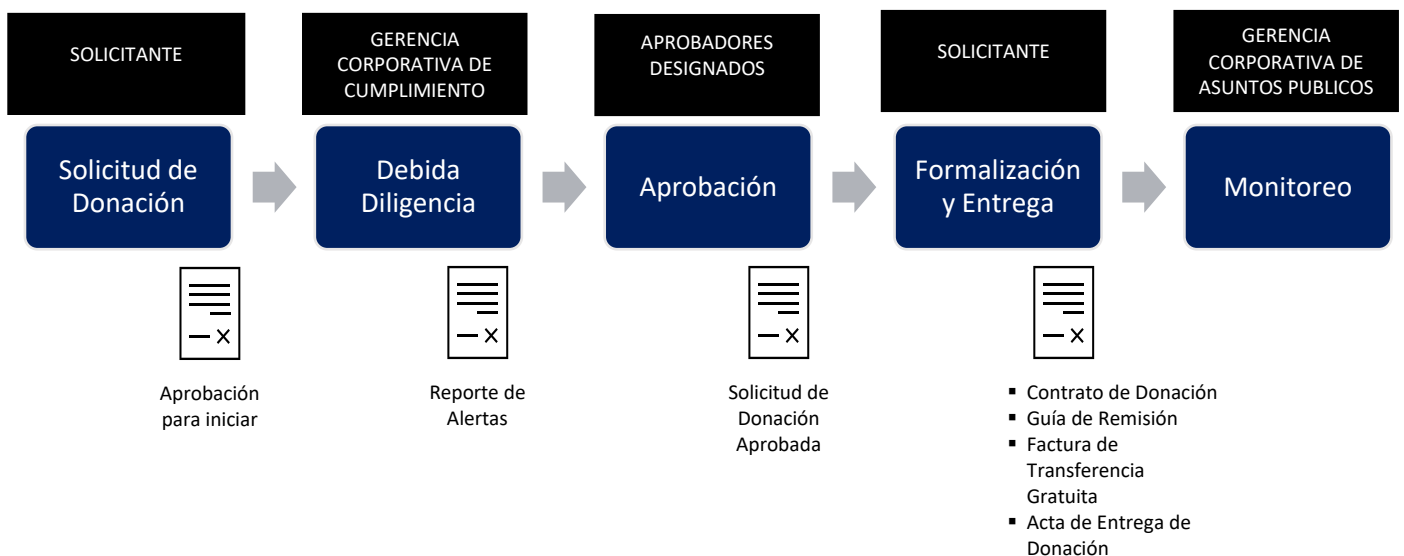 SOLICITANTE
GERENCIA
CORPORATIVA DE
CUMPLIMIENTO
APROBADORES
DESIGNADOS
SOLICITANTE
GERENCIA
CORPORATIVA DE
ASUNTOS PUBLICOS
Solicitud de
Donación
Debida
Diligencia
Aprobación
Formalización
y Entrega
Monitoreo
Aprobación
para iniciar
Reporte de
Alertas
Solicitud de
Donación
Aprobada
▪ Contrato de Donación
▪ Guía de Remisión
▪ Factura de
Transferencia
Gratuita
▪ Acta de Entrega de
Donación